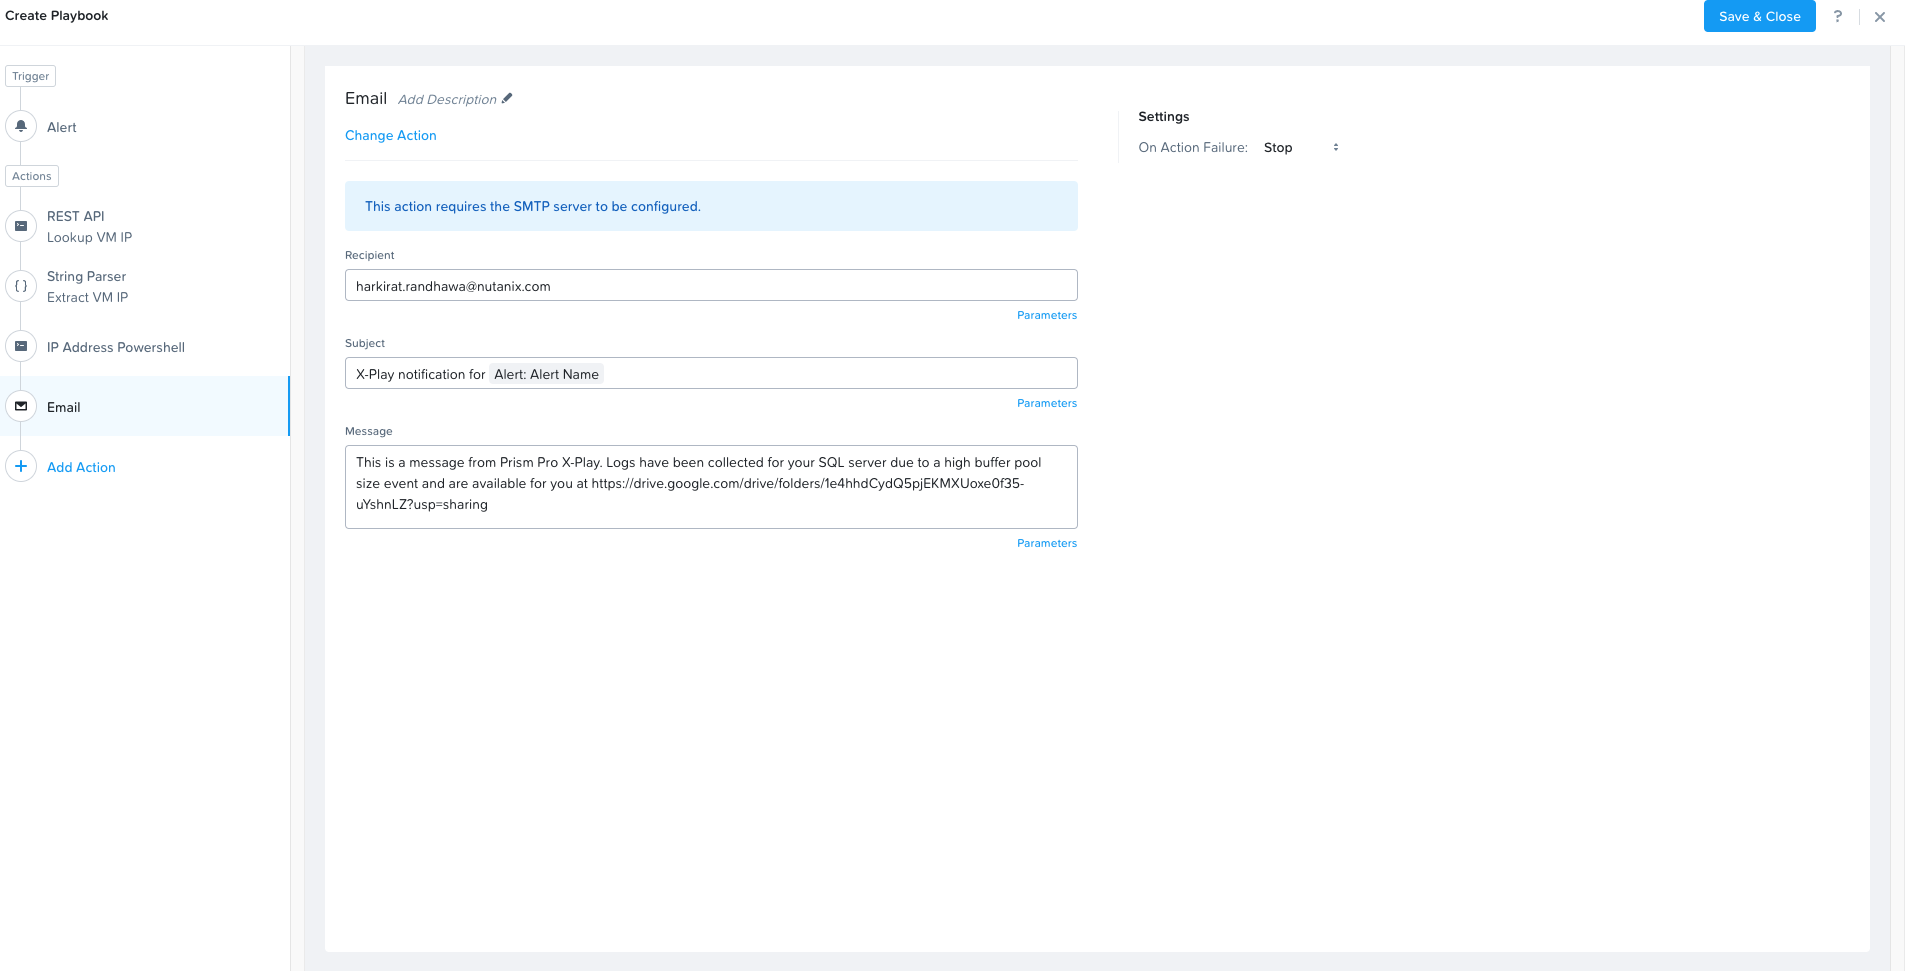 Create Playbook
Save & Close
?
Trigger
Alert
Actions
REST API
Lookup VM IP
{ }
String Parser
Extract VM IP
IP Address Powershell
Email
Add Action
Email Add Description
Change Action
This action requires the SMTP server to be configured.
Recipient
harkirat.randhawa@nutanix.com
Parameters
Subject
X-Play notification for Alert: Alert Name
Parameters
Message
This is a message from Prism Pro X-Play. Logs have been collected for your SQL server due to a high buffer pool
size event and are available for you at https://drive.google.com/drive/folders/1e4hhdCydQ5pjEKMXUoxe0f35-
uYshnLZ?usp=sharing
Parameters
Settings
On Action Failure: Stop